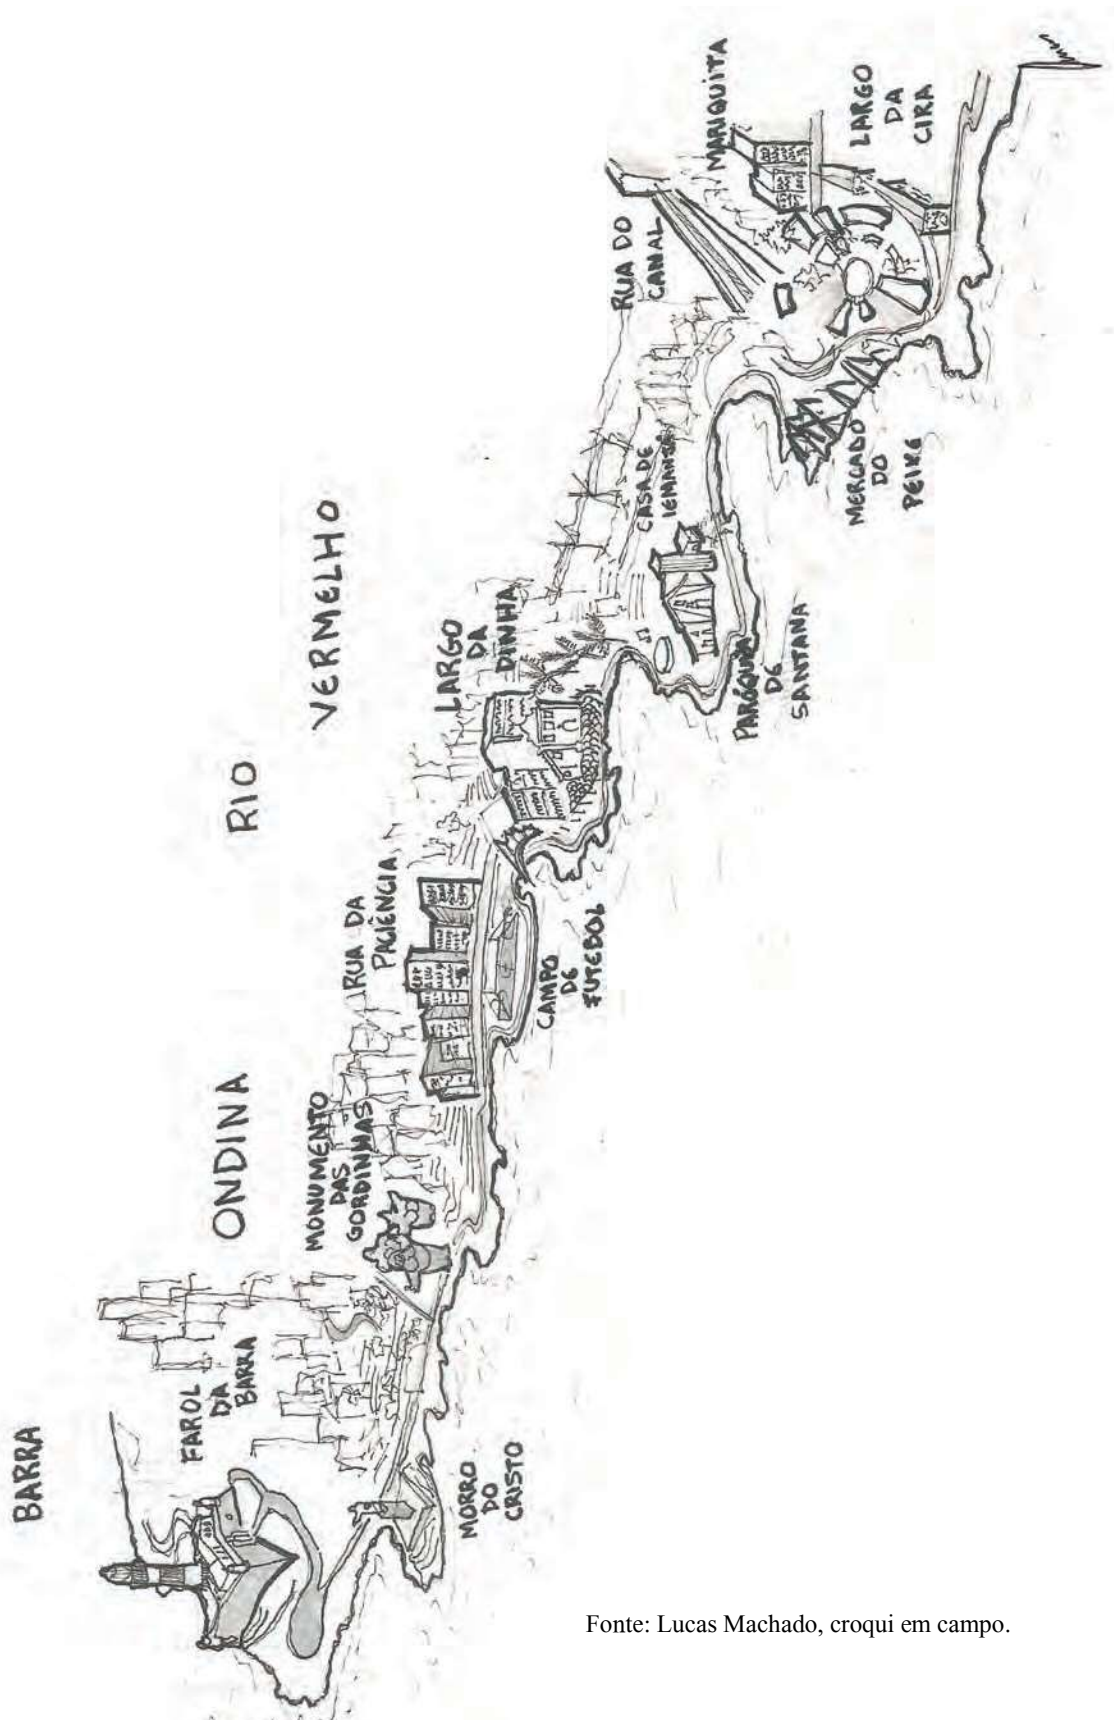 BARRA
FAROL
DA
BARRA
MORRO
DO
CRISTO
ONDINA
MONUMENTO
DAS
GORDINHAS
RUA DA
PACIÊNCIA
CAMPO
DE
FUTEBOL
RIO
VERMELHO
LARGO
DA
DINHA
PARÓQUIA
DE
SANTANA
CASA DE
IEMANJÁ
MERCADO
DO
PEIXE
RUA DO
CANAL
MARIQUITA
LARGO
DA
CIRA
Fonte: Lucas Machado, croqui em campo.